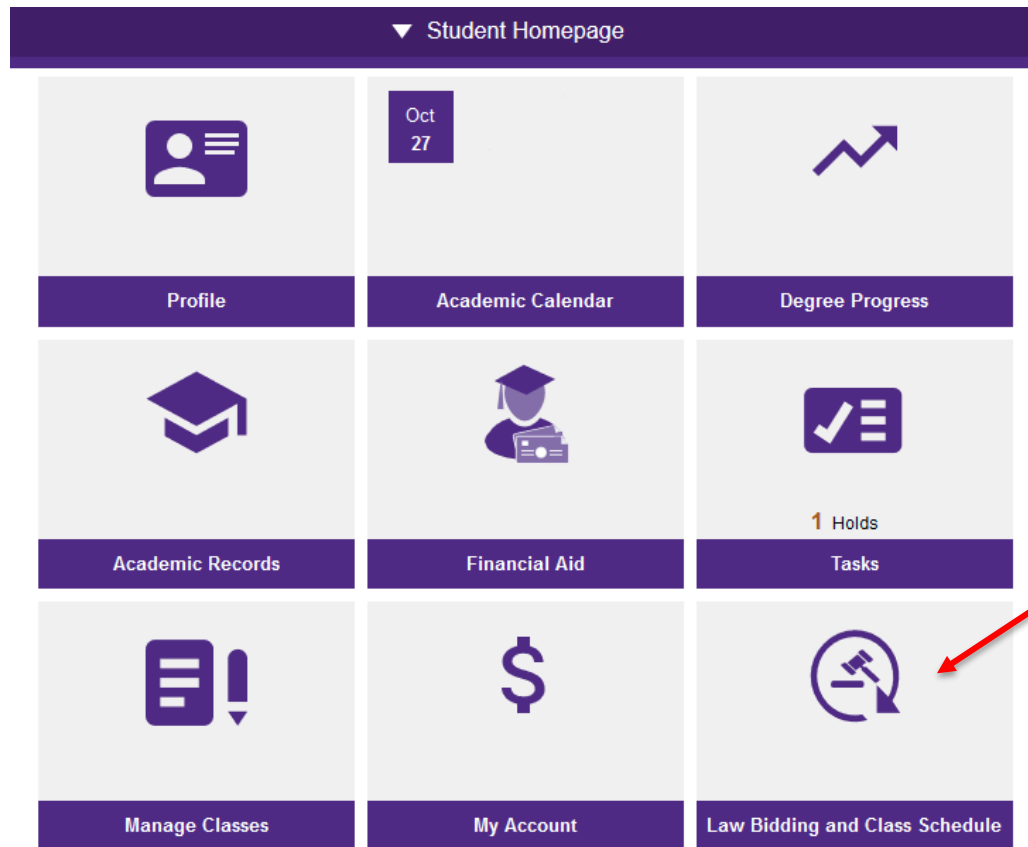 ▼ Student Homepage
Oct
27
Profile
Academic Calendar
Degree Progress
1 Holds
Academic Records
Financial Aid
Tasks
$
Manage Classes
My Account
Law Bidding and Class Schedule